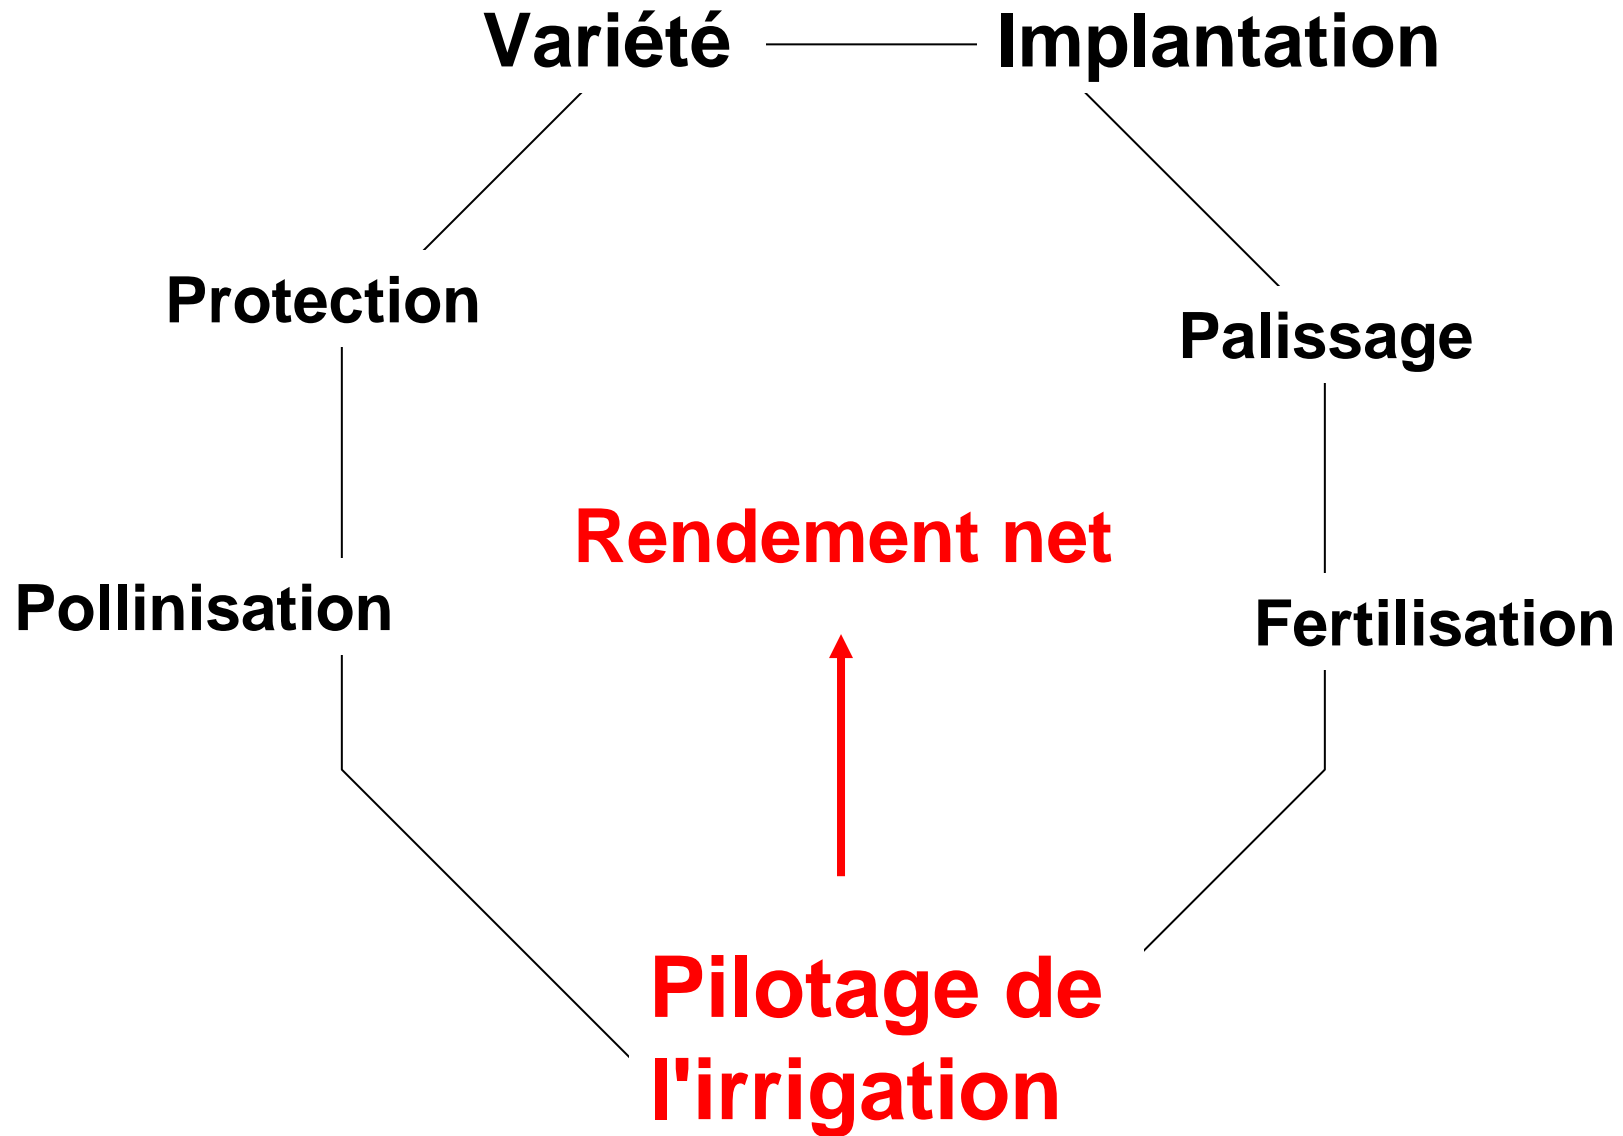 Variété
Implantation
Protection
Palissage
Rendement net
Pollinisation
Fertilisation
Pilotage de
l'irrigation